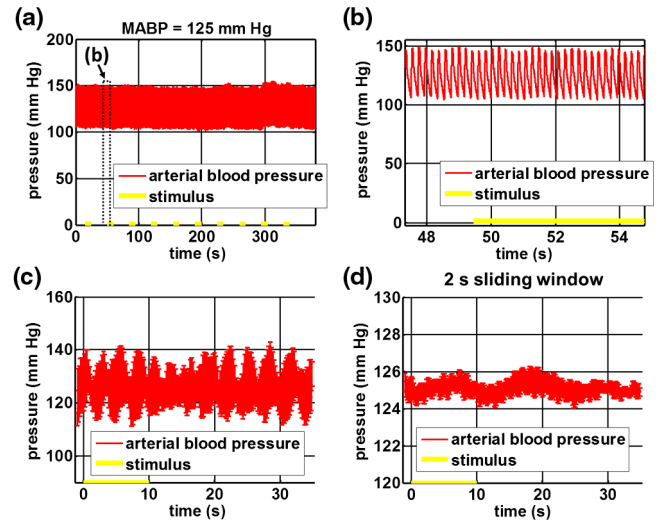 (a)
MABP = 125 mm Hg
(b)
200
150
100
50
0
pressure (mm Hg)
arterial blood pressure
stimulus
0 100 200 300
time (s)
(b)
150
100
50
0
pressure (mm Hg)
arterial blood pressure
stimulus
48 50 52 54
time (s)
(c)
160
140
120
100
pressure (mm Hg)
arterial blood pressure
stimulus
0 10 20 30
time (s)
(d)
2 s sliding window
130
128
126
124
122
120
pressure (mm Hg)
arterial blood pressure
stimulus
0 10 20 30
time (s)